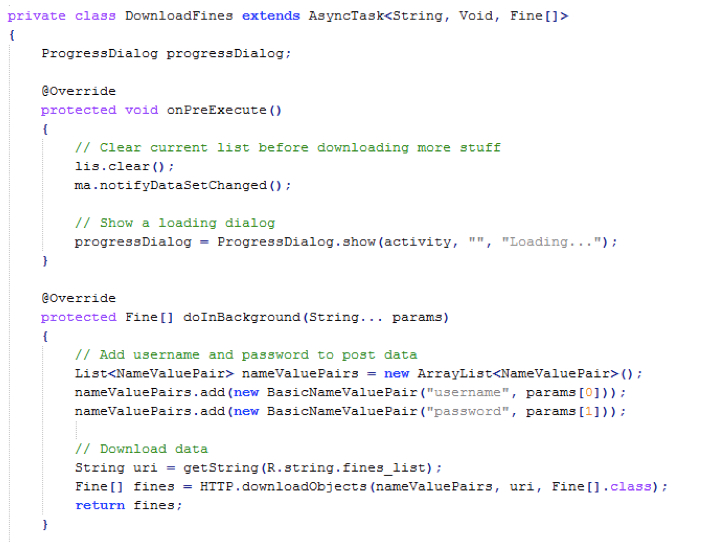 private class DownloadFines extends AsyncTask<String, Void, Fine[]>
{
    ProgressDialog progressDialog;

    @Override
    protected void onPreExecute()
    {
        // Clear current list before downloading more stuff
        lis.clear();
        ma.notifyDataSetChanged();

        // Show a loading dialog
        progressDialog = ProgressDialog.show(activity, "", "Loading...");
    }

    @Override
    protected Fine[] doInBackground(String... params)
    {
        // Add username and password to post data
        List<NameValuePair> nameValuePairs = new ArrayList<NameValuePair>();
        nameValuePairs.add(new BasicNameValuePair("username", params[0]));
        nameValuePairs.add(new BasicNameValuePair("password", params[1]));

        // Download data
        String uri = getString(R.string.fines_list);
        Fine[] fines = HTTP.downloadObjects(nameValuePairs, uri, Fine[].class);
        return fines;
    }